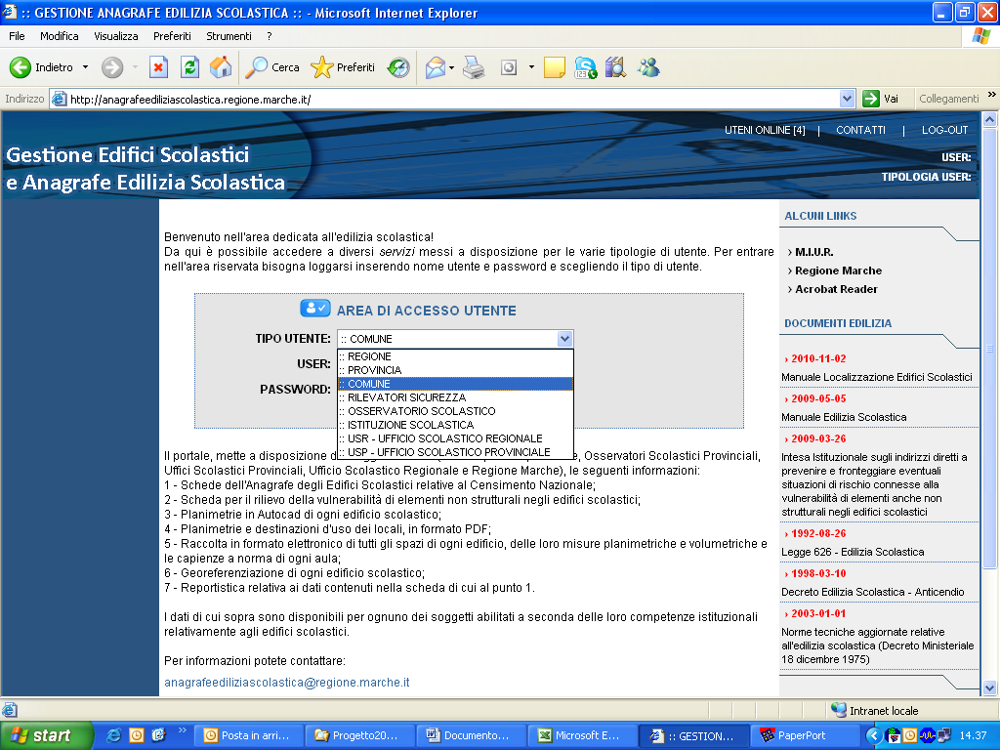 :: GESTIONE ANAGRAFE EDILIZIA SCOLASTICA :: - Microsoft Internet Explorer
File Modifica Visualizza Preferiti Strumenti ?
Indietro Cerca Preferiti
Indirizzo http://anagrafeediliziascolastica.regione.marche.it/ Vai Collegamenti »
UTENI ONLINE [4] | CONTATTI | LOG-OUT
Gestione Edifici Scolastici
e Anagrafe Edilizia Scolastica
USER:
TIPOLOGIA USER:
Benvenuto nell'area dedicata all'edilizia scolastica!
Da qui è possibile accedere a diversi servizi messi a disposizione per le varie tipologie di utente. Per entrare
nell'area riservata bisogna loggarsi inserendo nome utente e password e scegliendo il tipo di utente.
AREA DI ACCESSO UTENTE
TIPO UTENTE: :: COMUNE
USER:
PASSWORD:
:: REGIONE
:: PROVINCIA
:: COMUNE
:: RILEVATORI SICUREZZA
:: OSSERVATORIO SCOLASTICO
:: ISTITUZIONE SCOLASTICA
:: USR - UFFICIO SCOLASTICO REGIONALE
:: USP - UFFICIO SCOLASTICO PROVINCIALE
Il portale, mette a disposizione d e, Osservatori Scolastici Provinciali,
Uffici Scolastici Provinciali, Ufficio Scolastico Regionale e Regione Marche), le seguenti informazioni:
1 - Schede dell'Anagrafe degli Edifici Scolastici relative al Censimento Nazionale;
2 - Scheda per il rilievo della vulnerabilità di elementi non strutturali negli edifici scolastici;
3 - Planimetrie in Autocad di ogni edificio scolastico;
4 - Planimetrie e destinazioni d'uso dei locali, in formato PDF;
5 - Raccolta in formato elettronico di tutti gli spazi di ogni edificio, delle loro misure planimetriche e volumetriche e
le capienze a norma di ogni aula;
6 - Georeferenziazione di ogni edificio scolastico;
7 - Reportistica relativa ai dati contenuti nella scheda di cui al punto 1.
I dati di cui sopra sono disponibili per ognuno dei soggetti abilitati a seconda delle loro competenze istituzionali
relativamente agli edifici scolastici.
Per informazioni potete contattare:
anagrafeediliziascolastica@regione.marche.it
ALCUNI LINKS
› M.I.U.R.
› Regione Marche
› Acrobat Reader
DOCUMENTI EDILIZIA
› 2010-11-02
Manuale Localizzazione Edifici Scolastici
› 2009-05-05
Manuale Edilizia Scolastica
› 2009-03-26
Intesa Istituzionale sugli indirizzi diretti a
prevenire e fronteggiare eventuali
situazioni di rischio connesse alla
vulnerabilità di elementi anche non
strutturali negli edifici scolastici
› 1992-08-26
Legge 626 - Edilizia Scolastica
› 1998-03-10
Decreto Edilizia Scolastica - Anticendio
› 2003-01-01
Norme tecniche aggiornate relative
all'edilizia scolastica (Decreto Ministeriale
18 dicembre 1975)
Intranet locale
start » Posta in arri... Progetto20... Documento... Microsoft E... :: GESTION... PaperPort 14.37